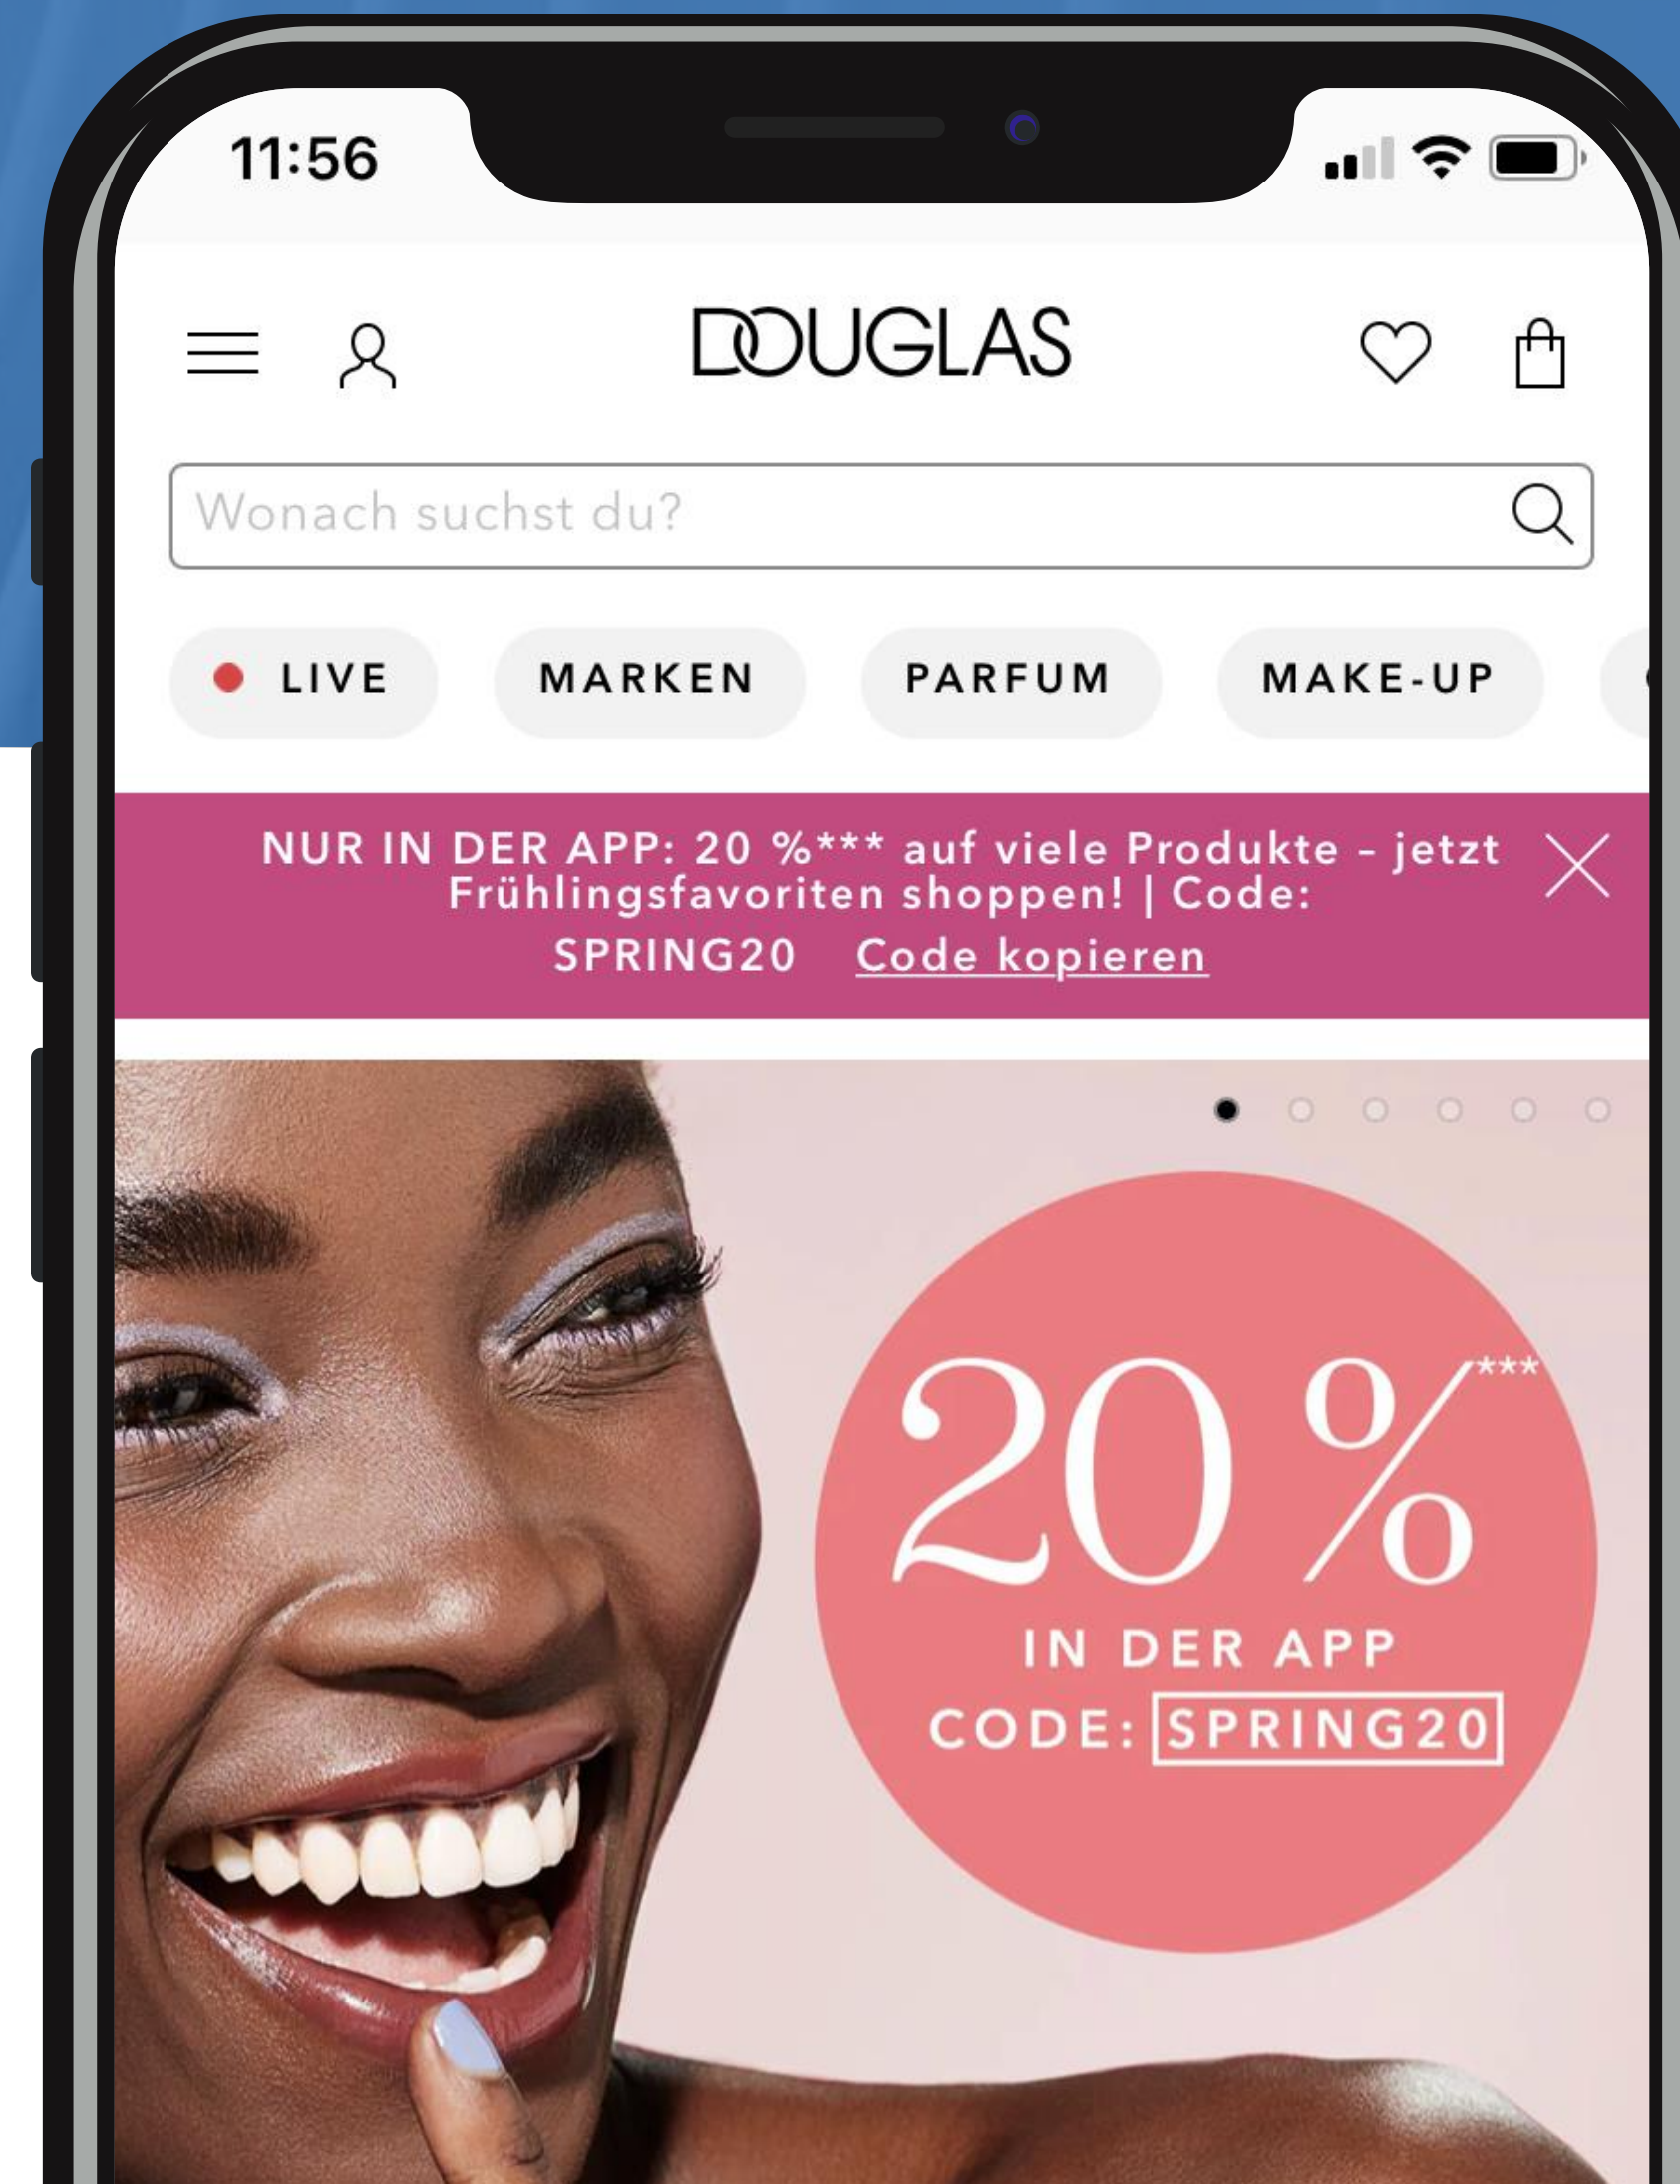 11:56
DOUGLAS
Wonach suchst du?
LIVE MARKEN PARFUM MAKE-UP
NUR IN DER APP: 20 %*** auf viele Produkte – jetzt
Frühlingsfavoriten shoppen! | Code:
SPRING20 Code kopieren
20 %***
IN DER APP
CODE: SPRING20